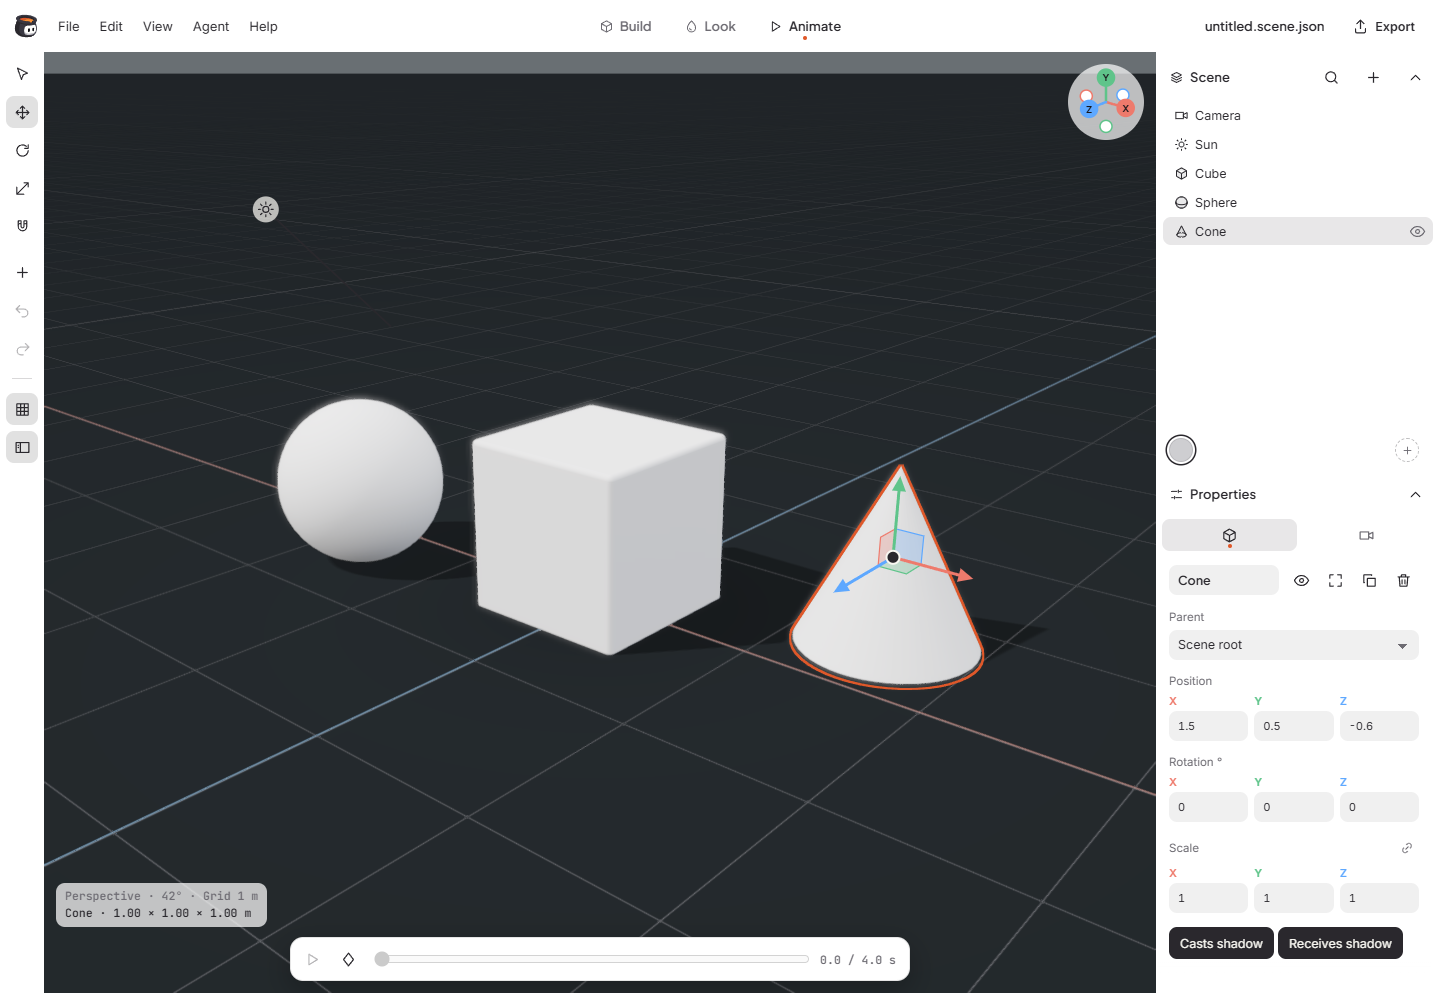 File Edit View Agent Help
Build Look Animate
untitled.scene.json Export
Scene
Camera
Sun
Cube
Sphere
Cone
Y
Z X
Properties
Cone
Parent
Scene root
Position
X Y Z
1.5 0.5 -0.6
Rotation °
X Y Z
0 0 0
Scale
X Y Z
1 1 1
Casts shadow Receives shadow
Perspective · 42° · Grid 1 m
Cone · 1.00 × 1.00 × 1.00 m
0.0 / 4.0 s